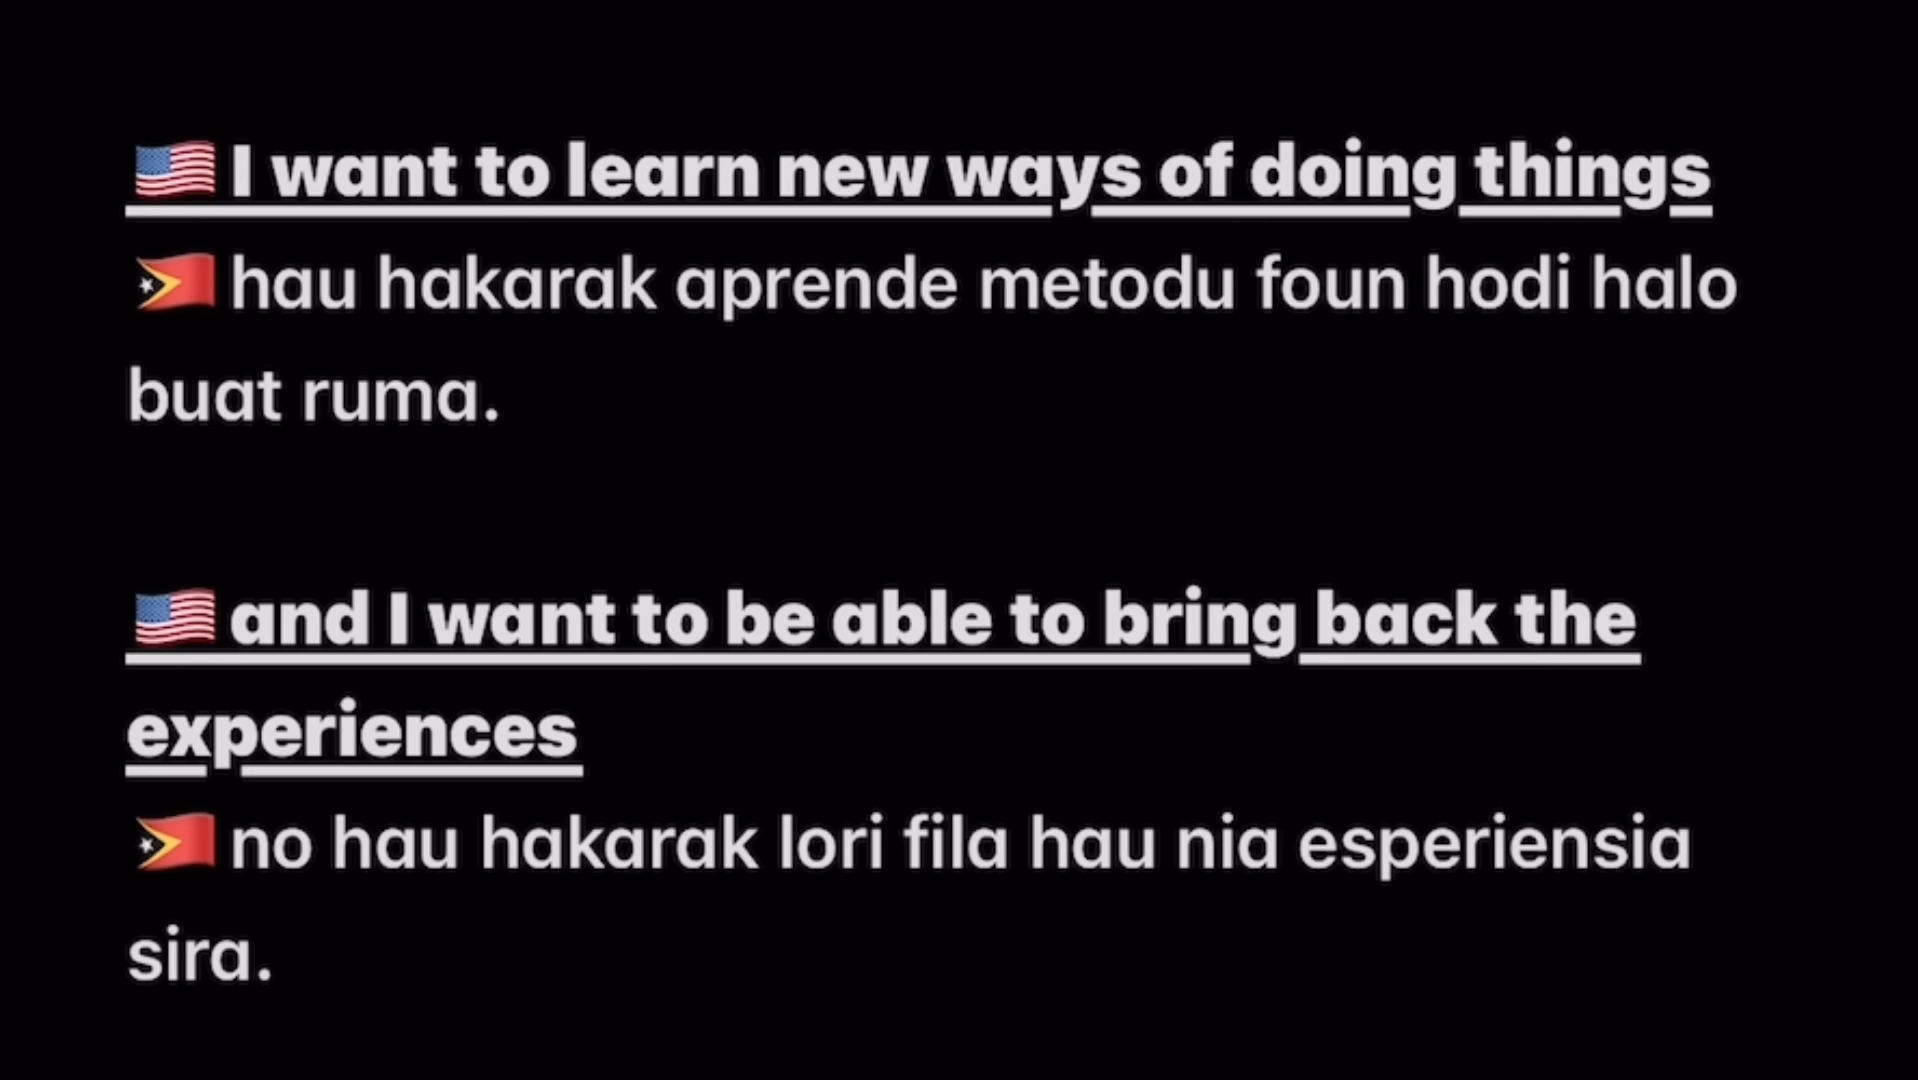 🇺🇸 I want to learn new ways of doing things
🇹🇱 hau hakarak aprende metodu foun hodi halo
buat ruma.
🇺🇸 and I want to be able to bring back the
experiences
🇹🇱 no hau hakarak lori fila hau nia esperiensia
sira.